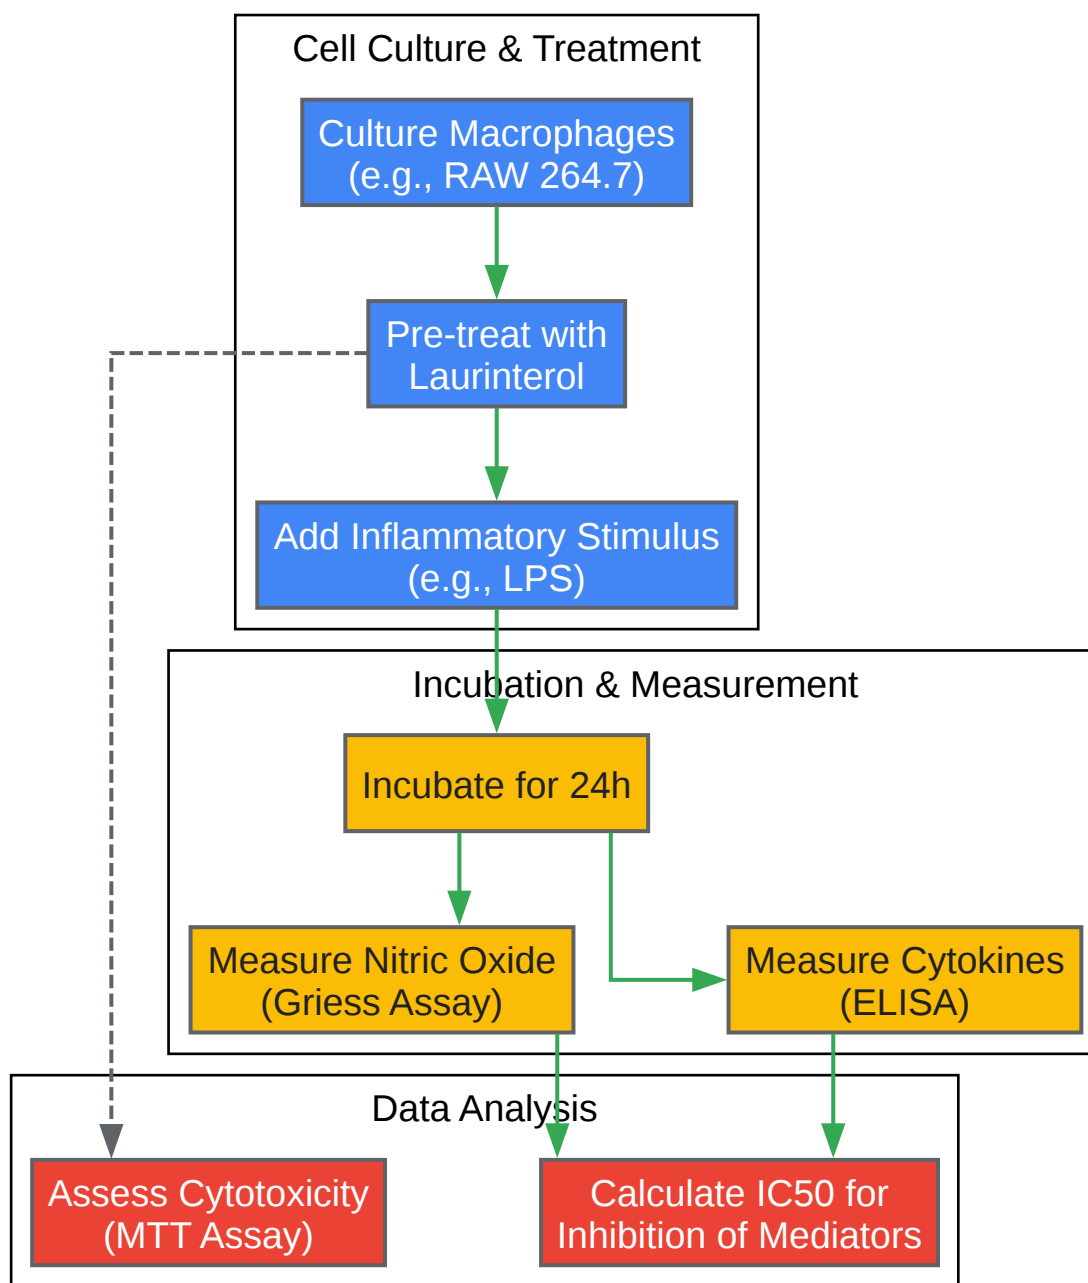 Cell Culture & Treatment
Culture Macrophages
(e.g., RAW 264.7)
Pre-treat with
Laurinterol
Add Inflammatory Stimulus
(e.g., LPS)
Incubation & Measurement
Incubate for 24h
Measure Nitric Oxide
(Griess Assay)
Measure Cytokines
(ELISA)
Data Analysis
Assess Cytotoxicity
(MTT Assay)
Calculate IC50 for
Inhibition of Mediators